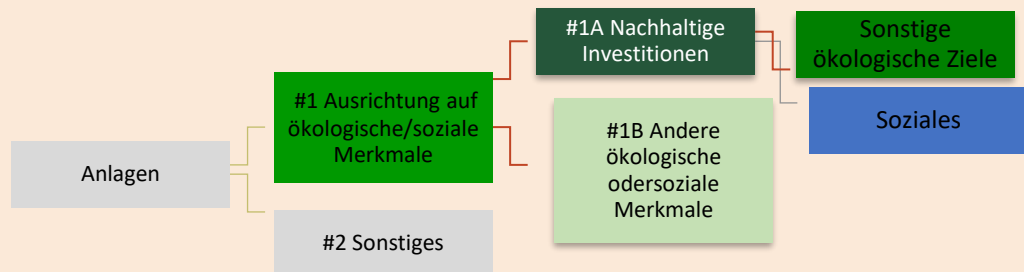 Anlagen
#1 Ausrichtung auf
ökologische/soziale
Merkmale
#2 Sonstiges
#1A Nachhaltige
Investitionen
#1B Andere
ökologische
odersoziale
Merkmale
Sonstige
ökologische Ziele
Soziales